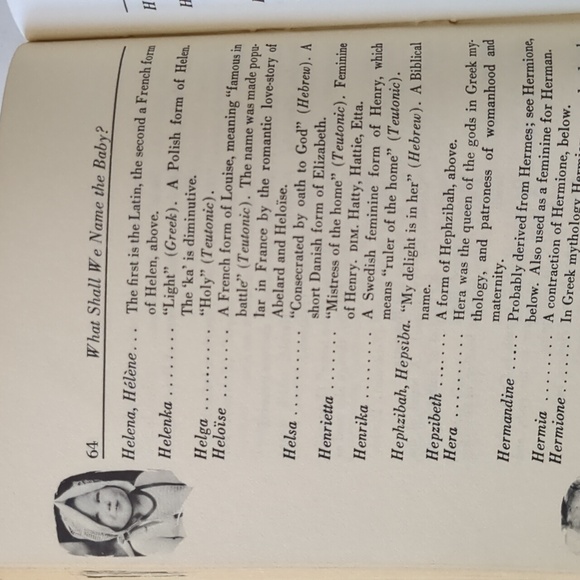 64 What Shall We Name the Baby?
Helena, Hélène.... The first is the Latin, the second a French form
of Helen, above.
Helenka ........ "Light" (Greek). A Polish form of Helen.
The 'ka' is diminutive.
Helga .......... "Holy" (Teutonic).
Heloïse ........ A French form of Louise, meaning "famous in
battle" (Teutonic). The name was made popu-
lar in France by the romantic love-story of
Abelard and Heloïse.
Helsa .......... "Consecrated by oath to God" (Hebrew). A
short Danish form of Elizabeth.
Henrietta ....... "Mistress of the home" (Teutonic). Feminine
of Henry. DIM. Hatty, Hattie, Etta.
Henrika ........ A Swedish feminine form of Henry, which
means "ruler of the home" (Teutonic).
Hephzibah, Hepsiba. "My delight is in her" (Hebrew). A Biblical
name.
Hepzibeth ....... A form of Hephzibah, above.
Hera .......... Hera was the queen of the gods in Greek my-
thology, and patroness of womanhood and
maternity.
Hermandine ..... Probably derived from Hermes; see Hermione,
below. Also used as a feminine for Herman.
Hermia ........ A contraction of Hermione, below.
Hermione ....... In Greek mythology, Hermione